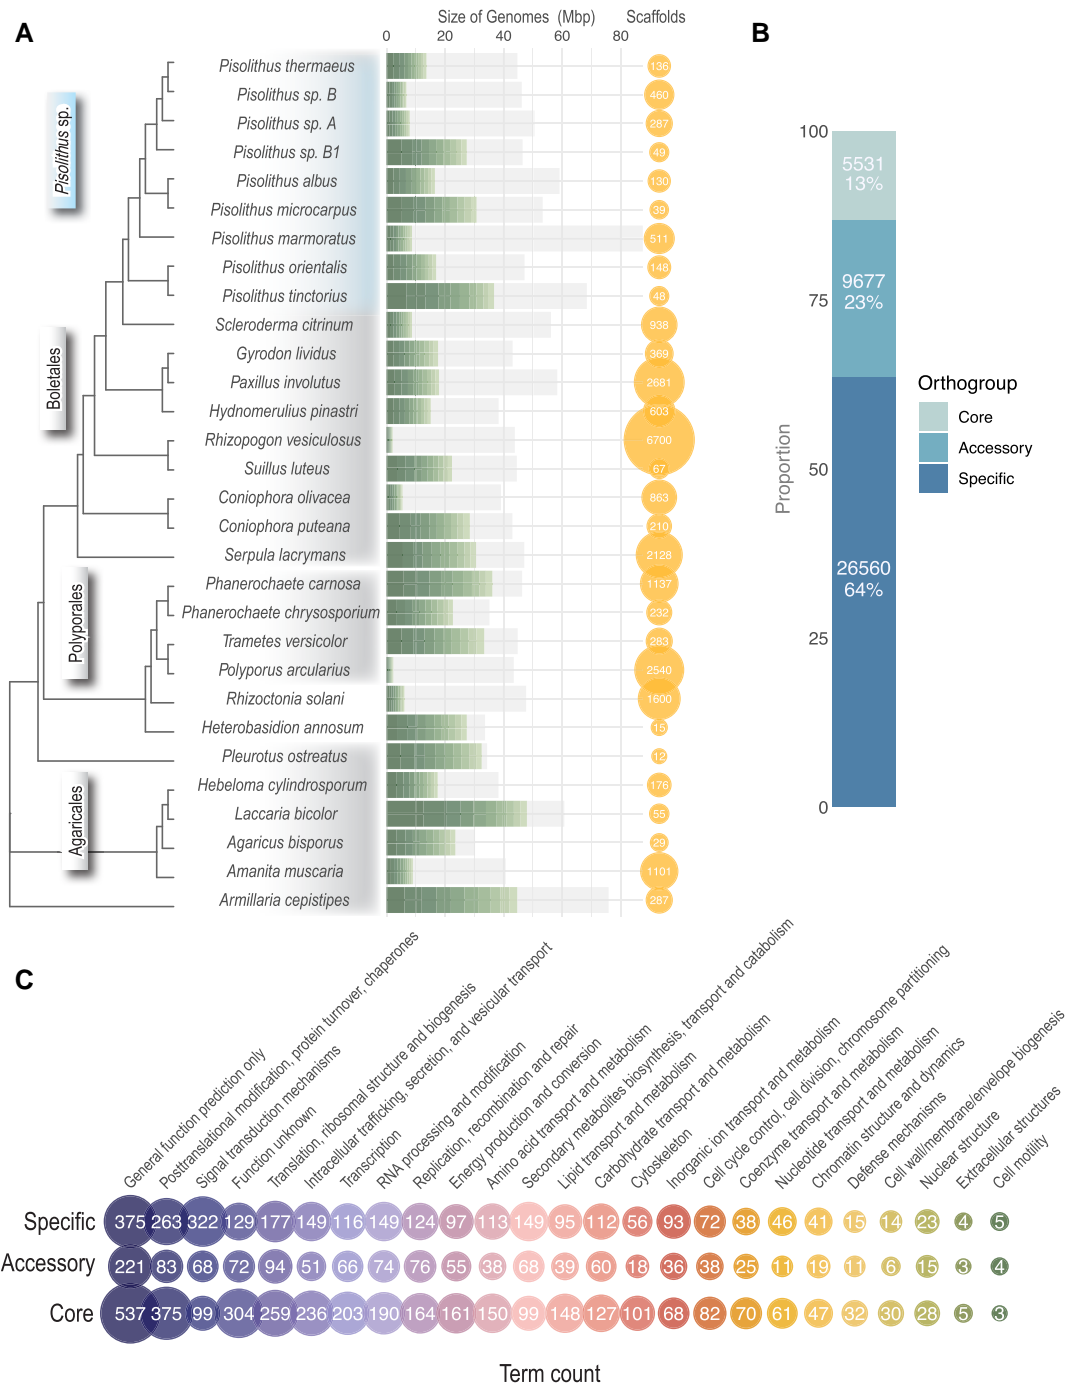 A
Size of Genomes (Mbp)
Scaffolds
0 20 40 60 80
Pisolithus sp.
Boletales
Polyporales
Agaricales
Pisolithus thermaeus 136
Pisolithus sp. B 460
Pisolithus sp. A 287
Pisolithus sp. B1 49
Pisolithus albus 130
Pisolithus microcarpus 39
Pisolithus marmoratus 511
Pisolithus orientalis 148
Pisolithus tinctorius 48
Scleroderma citrinum 938
Gyrodon lividus 369
Paxillus involutus 2681
Hydnomerulius pinastri 603
Rhizopogon vesiculosus 6700
Suillus luteus 67
Coniophora olivacea 863
Coniophora puteana 210
Serpula lacrymans 2128
Phanerochaete carnosa 1137
Phanerochaete chrysosporium 232
Trametes versicolor 283
Polyporus arcularius 2540
Rhizoctonia solani 1600
Heterobasidion annosum 15
Pleurotus ostreatus 12
Hebeloma cylindrosporum 176
Laccaria bicolor 55
Agaricus bisporus 29
Amanita muscaria 1101
Armillaria cepistipes 287
B
Proportion
100
75
50
25
0
5531
13%
9677
23%
26560
64%
Orthogroup
Core
Accessory
Specific
C
General function prediction only
Posttranslational modification, protein turnover, chaperones
Signal transduction mechanisms
Function unknown
Translation, ribosomal structure and biogenesis
Intracellular trafficking, secretion, and vesicular transport
Transcription
RNA processing and modification
Replication, recombination and repair
Energy production and conversion
Amino acid transport and metabolism
Secondary metabolites biosynthesis, transport and catabolism
Lipid transport and metabolism
Carbohydrate transport and metabolism
Cytoskeleton
Inorganic ion transport and metabolism
Cell cycle control, cell division, chromosome partitioning
Coenzyme transport and metabolism
Nucleotide transport and metabolism
Chromatin structure and dynamics
Defense mechanisms
Cell wall/membrane/envelope biogenesis
Nuclear structure
Extracellular structures
Cell motility
Specific 375 263 322 129 177 149 116 149 124 97 113 149 95 112 56 93 72 38 46 41 15 14 23 4 5
Accessory 221 83 68 72 94 51 66 74 76 55 38 68 39 60 18 36 38 25 11 19 11 6 15 3 4
Core 537 375 99 304 259 236 203 190 164 161 150 99 148 127 101 68 82 70 61 47 32 30 28 5 3
Term count